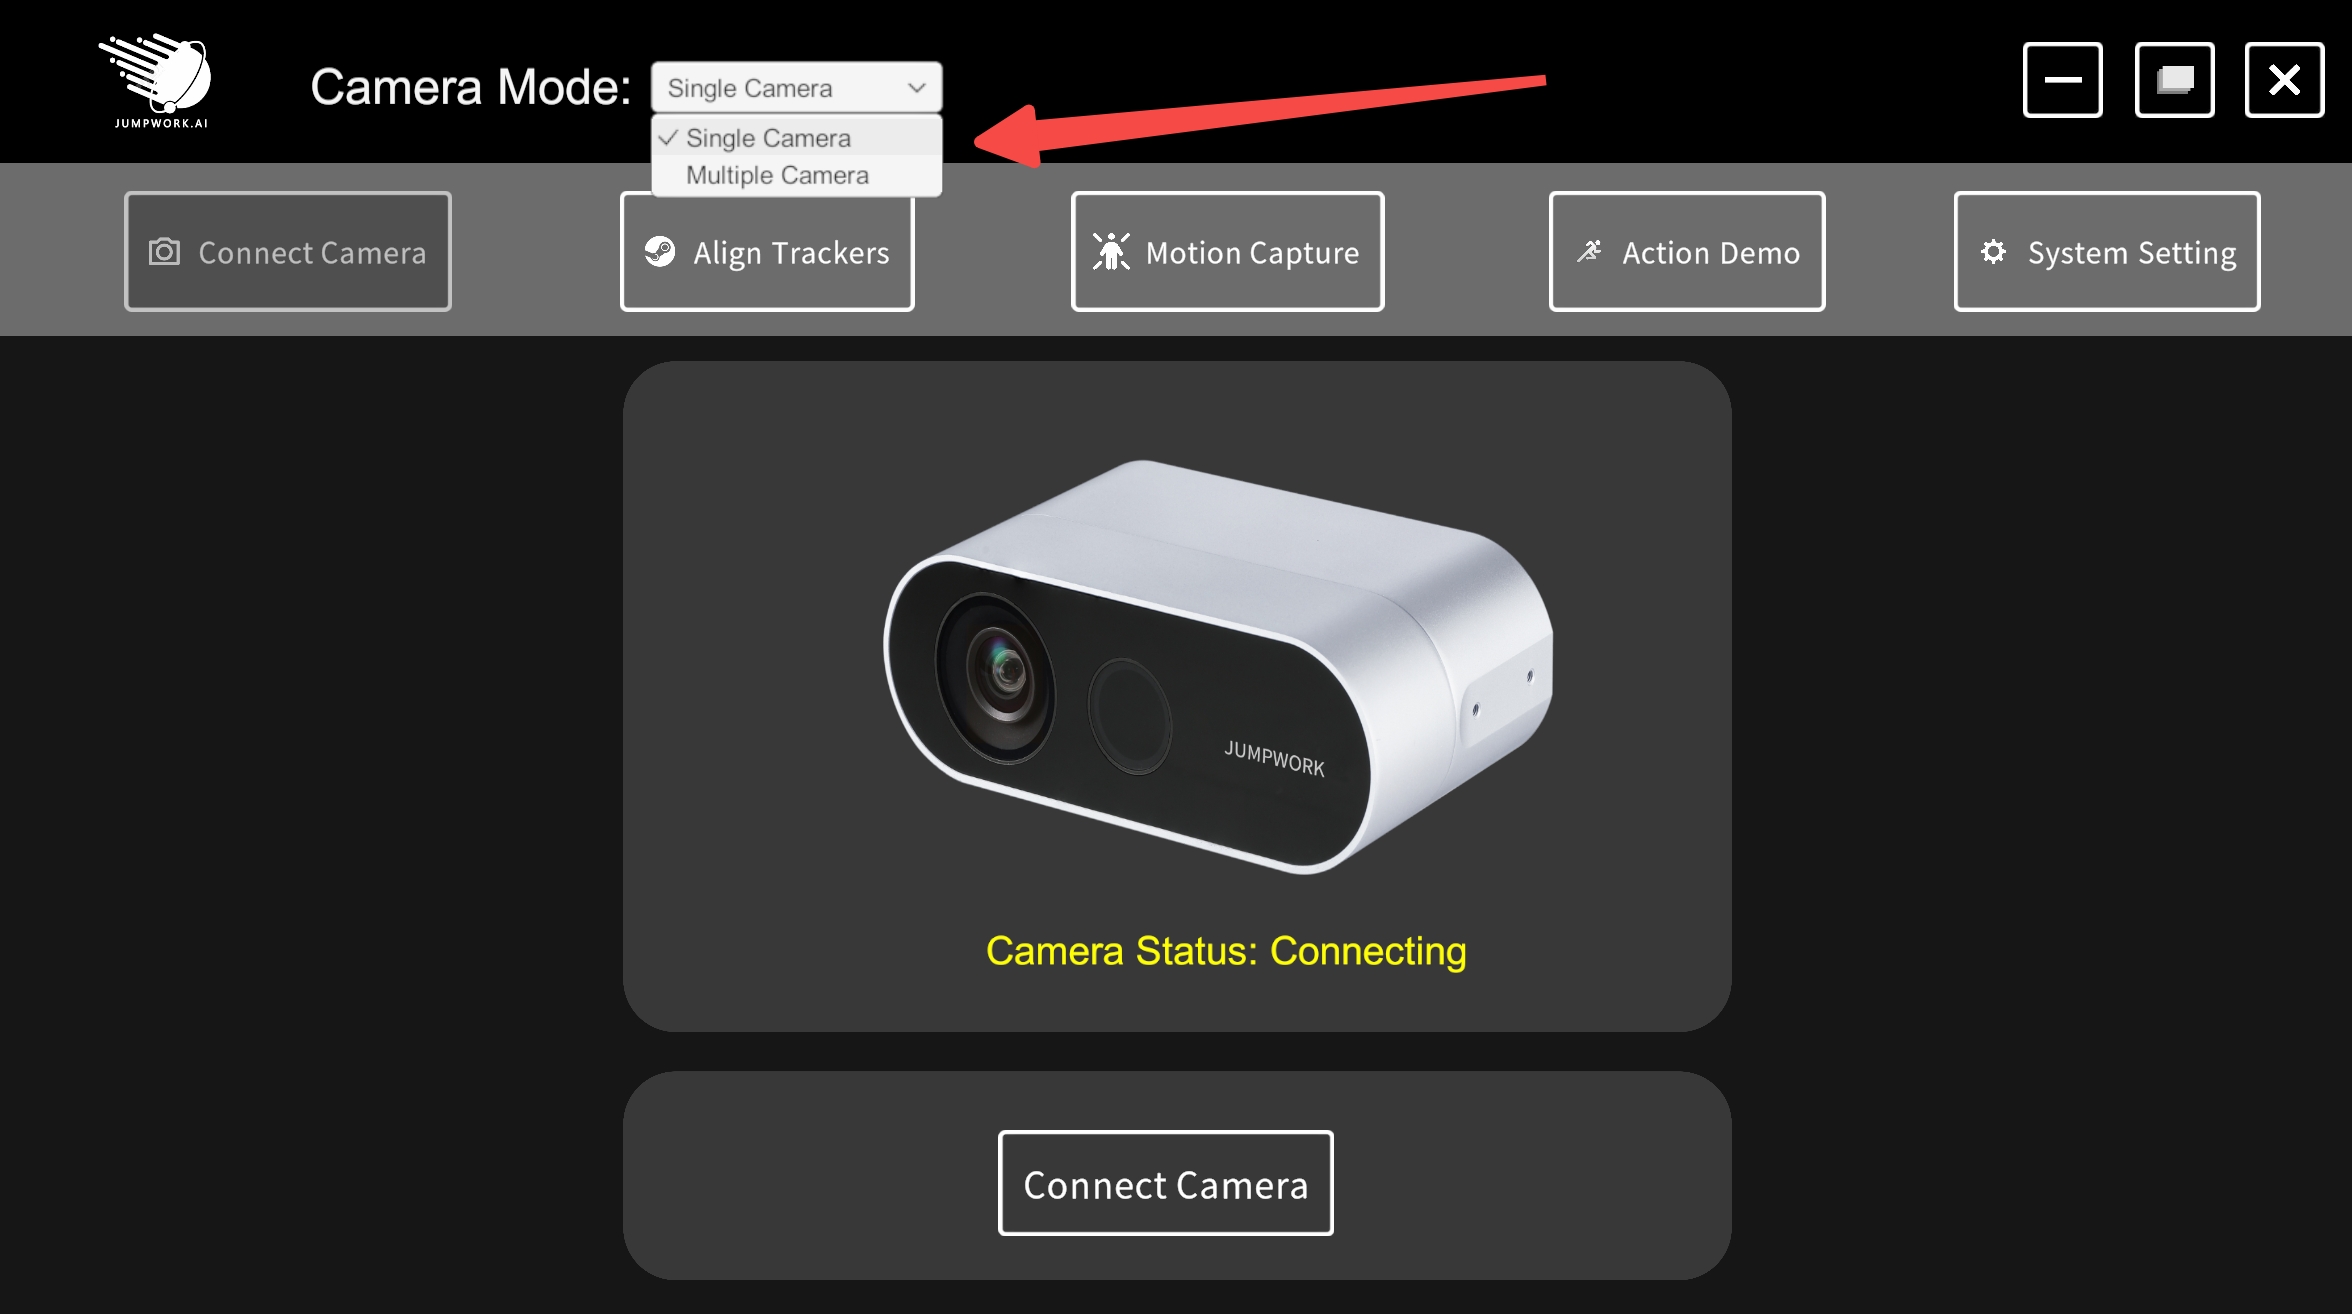 JUMPWORK.AI
Camera Mode:
Single Camera
Single Camera
Multiple Camera
Connect Camera
Align Trackers
Motion Capture
Action Demo
System Setting
JUMPWORK
Camera Status: Connecting
Connect Camera